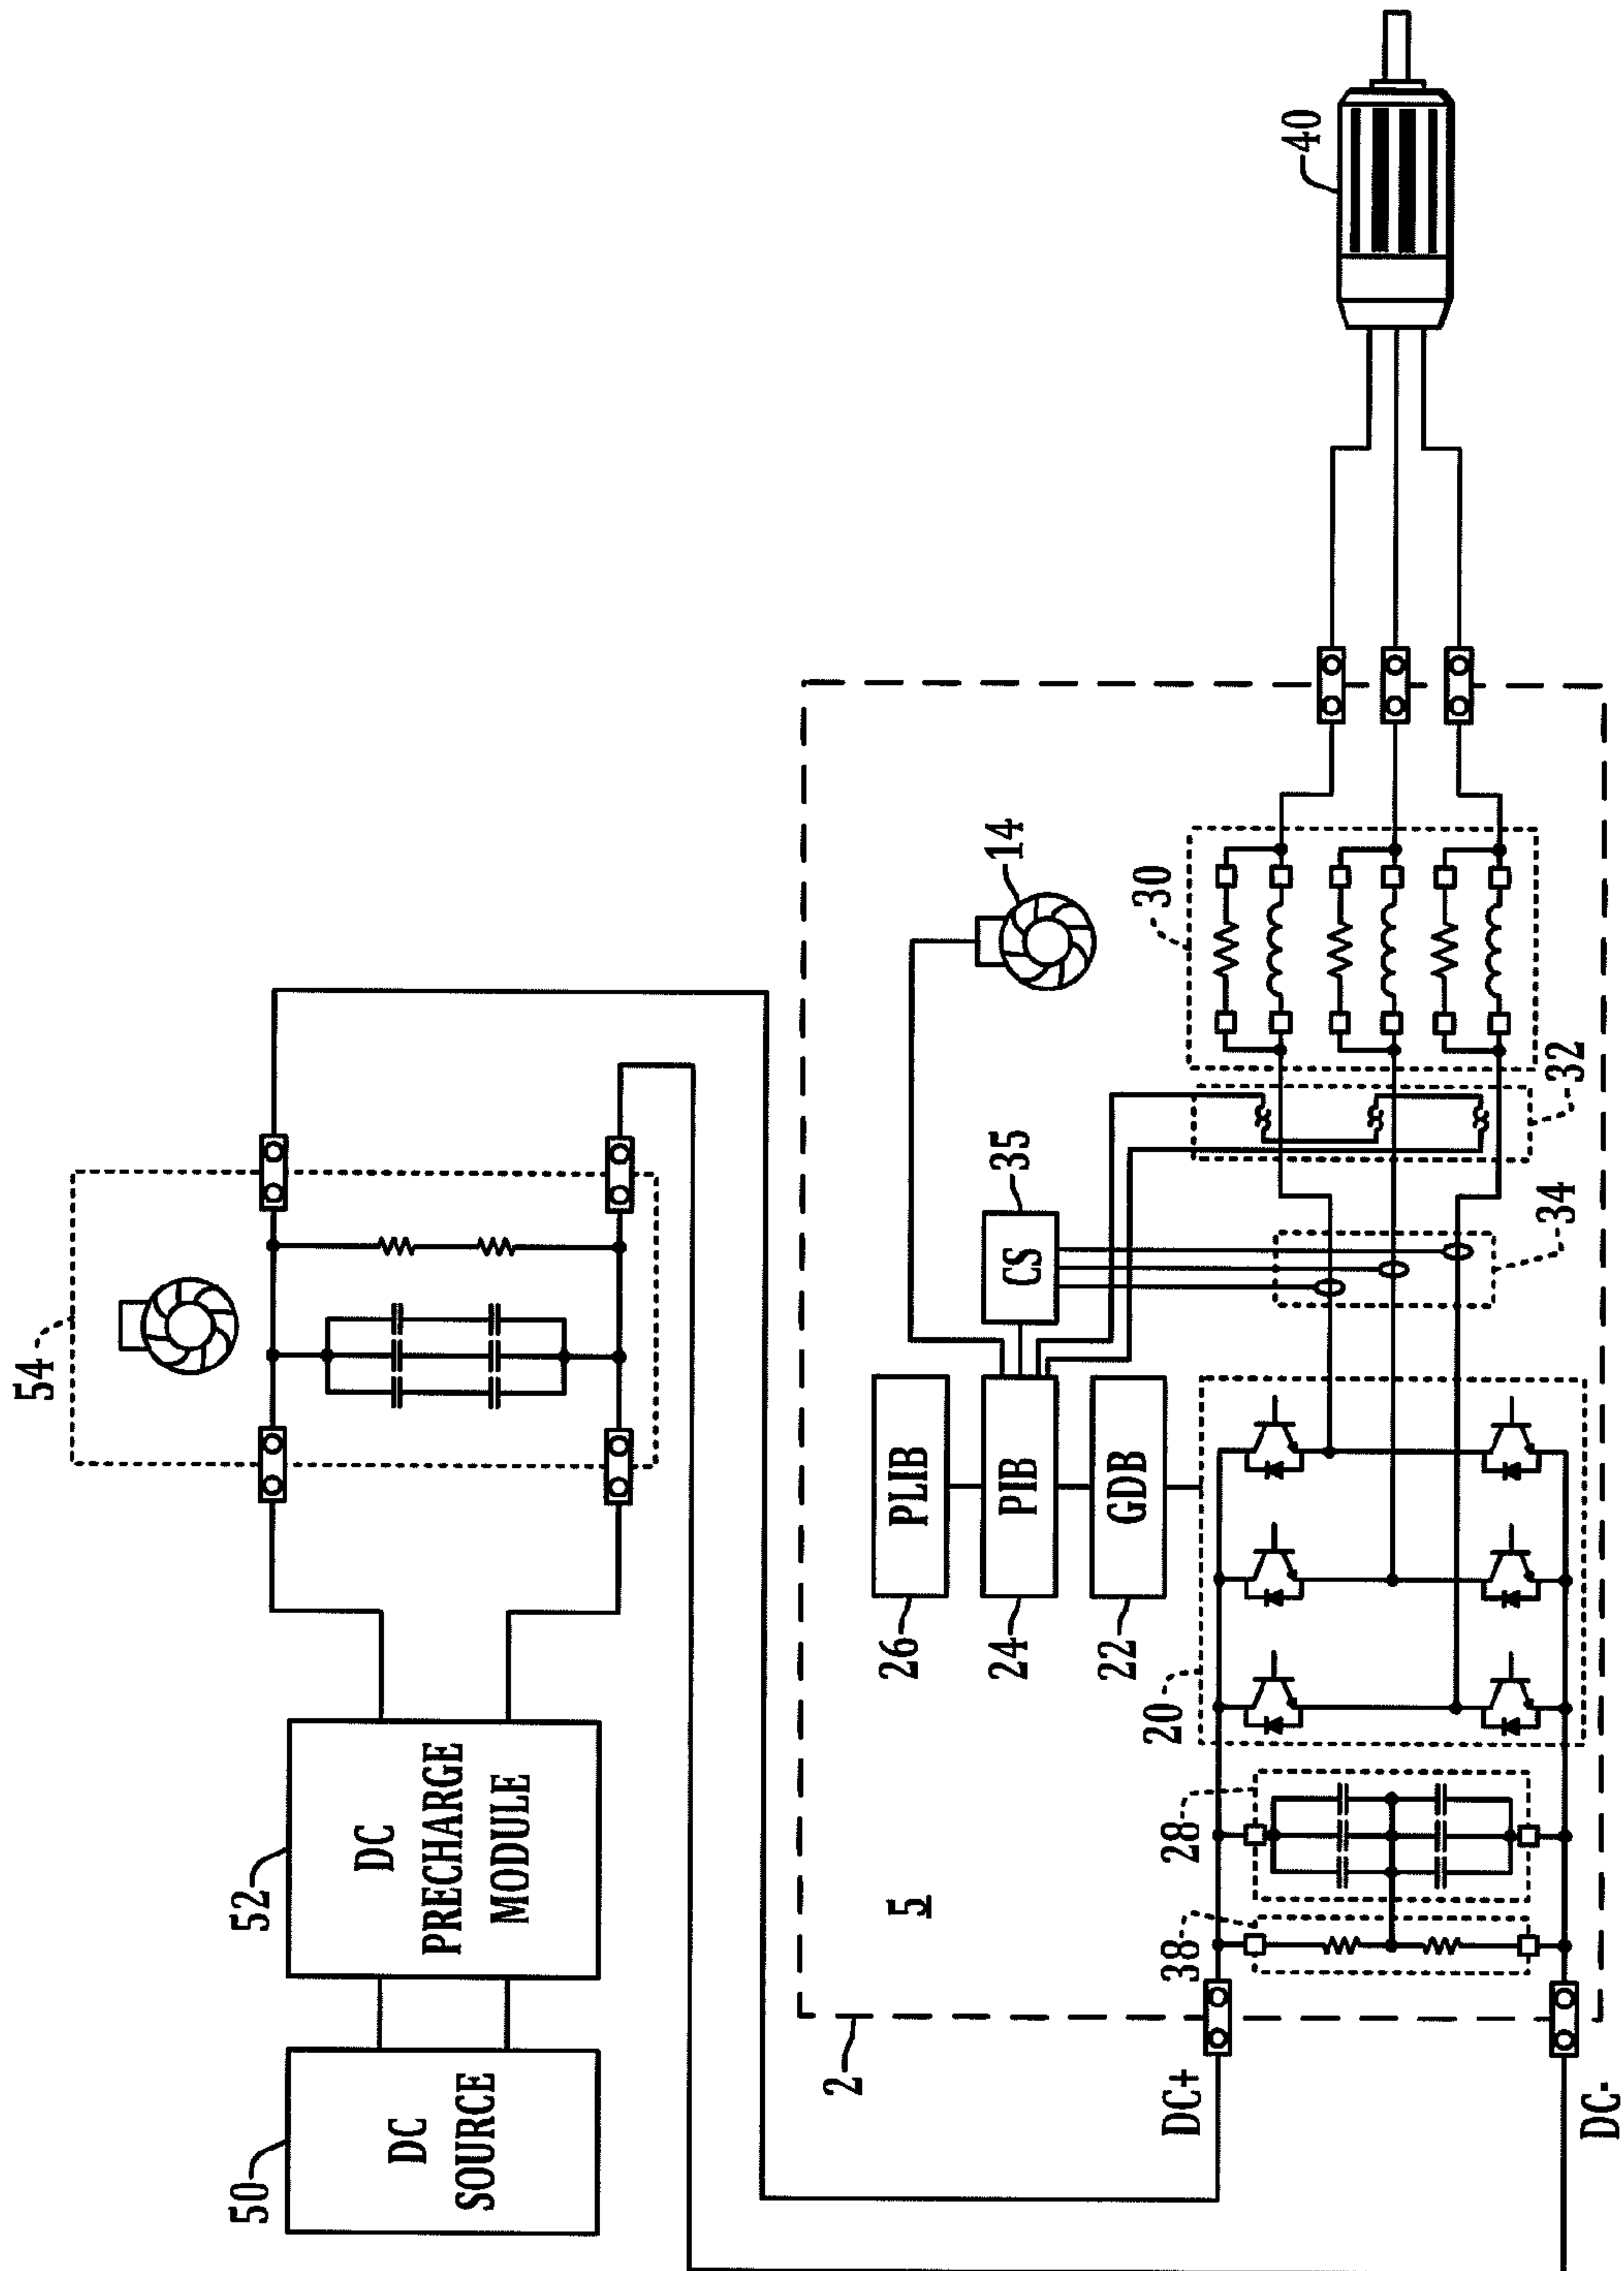 50
DC
SOURCE
52
DC
PRECHARGE
MODULE
54
2
5
DC+
DC-
38
28
20
26
PLIB
24
PIB
22
GDB
35
CS
34
32
30
14
40